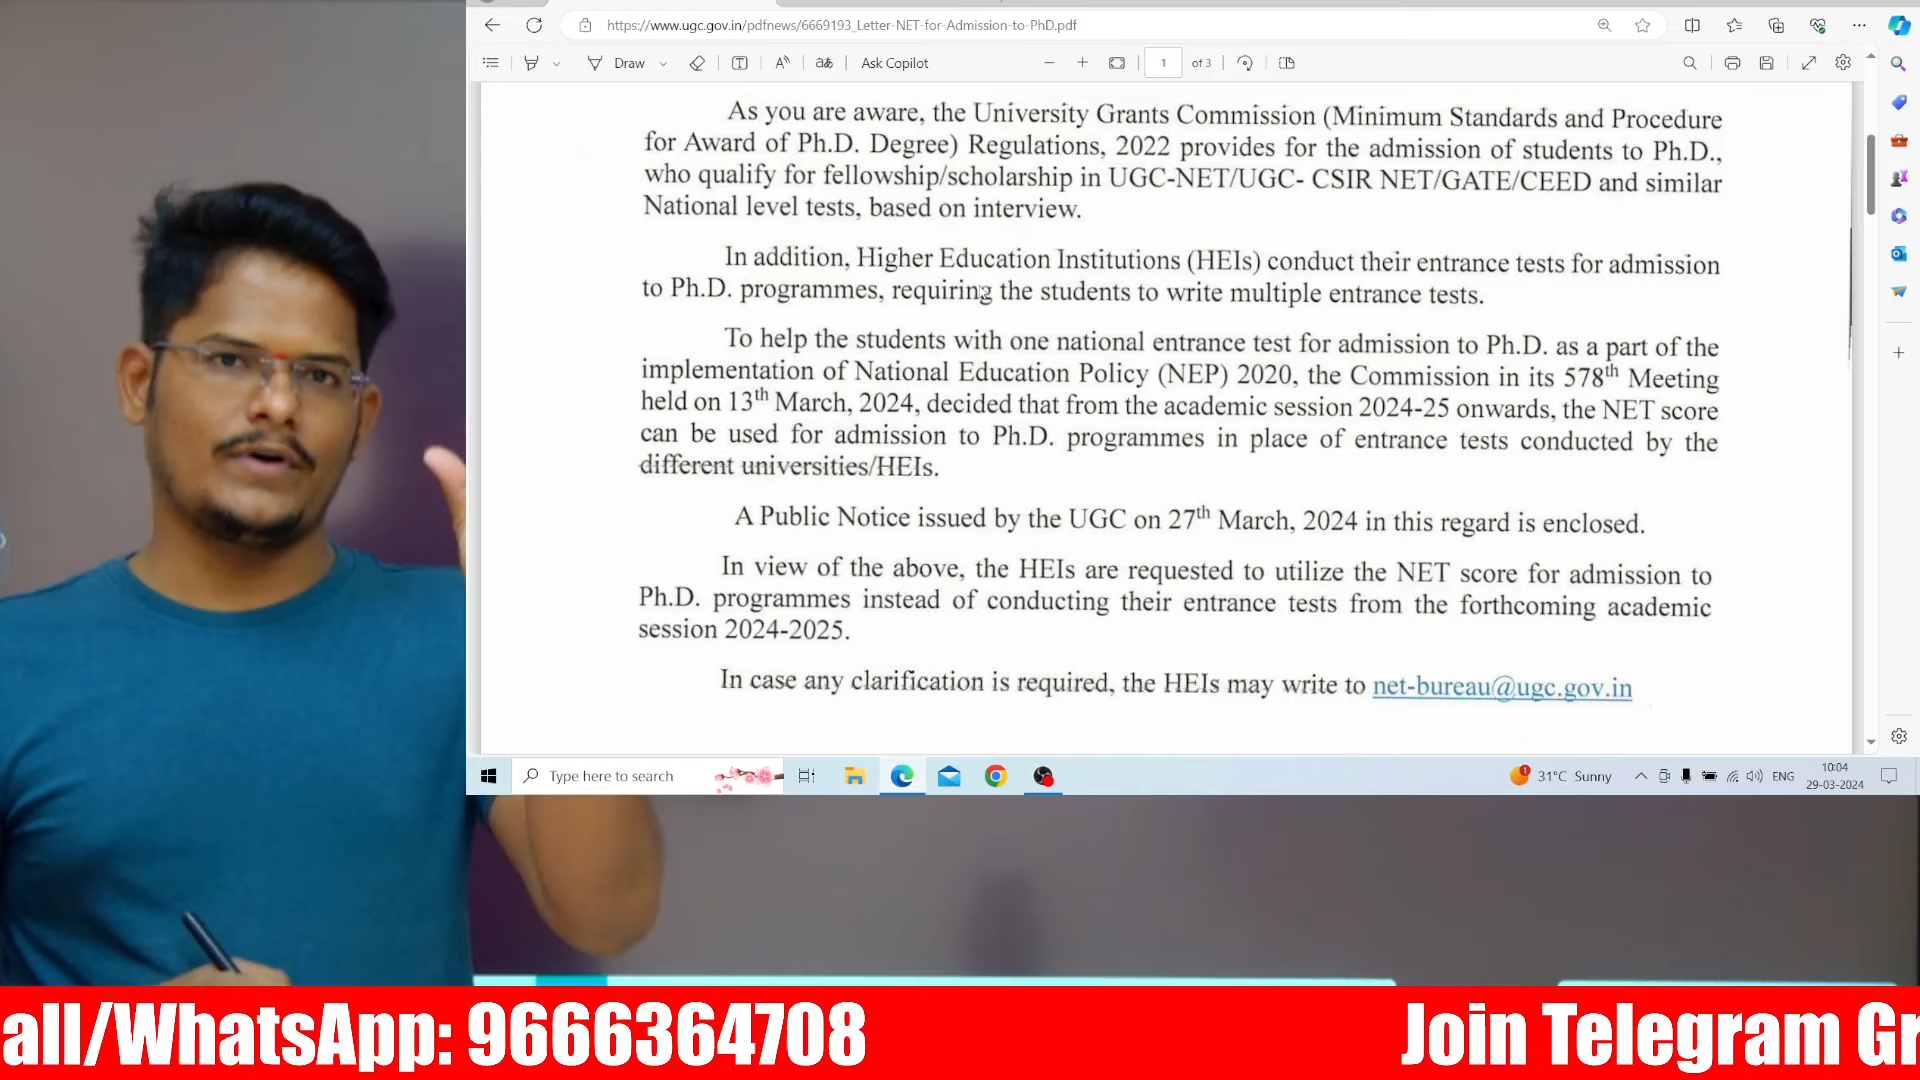 https://www.ugc.gov.in/pdfnews/6669193_Letter-NET-for-Admission-to-PhD.pdf
Draw
Ask Copilot
1 of 3
As you are aware, the University Grants Commission (Minimum Standards and Procedure
for Award of Ph.D. Degree) Regulations, 2022 provides for the admission of students to Ph.D.,
who qualify for fellowship/scholarship in UGC-NET/UGC- CSIR NET/GATE/CEED and similar
National level tests, based on interview.
In addition, Higher Education Institutions (HEIs) conduct their entrance tests for admission
to Ph.D. programmes, requiring the students to write multiple entrance tests.
To help the students with one national entrance test for admission to Ph.D. as a part of the
implementation of National Education Policy (NEP) 2020, the Commission in its 578th Meeting
held on 13th March, 2024, decided that from the academic session 2024-25 onwards, the NET score
can be used for admission to Ph.D. programmes in place of entrance tests conducted by the
different universities/HEIs.
A Public Notice issued by the UGC on 27th March, 2024 in this regard is enclosed.
In view of the above, the HEIs are requested to utilize the NET score for admission to
Ph.D. programmes instead of conducting their entrance tests from the forthcoming academic
session 2024-2025.
In case any clarification is required, the HEIs may write to net-bureau@ugc.gov.in
Type here to search
31°C Sunny
ENG
10:04
29-03-2024
all/WhatsApp: 9666364708
Join Telegram Gr